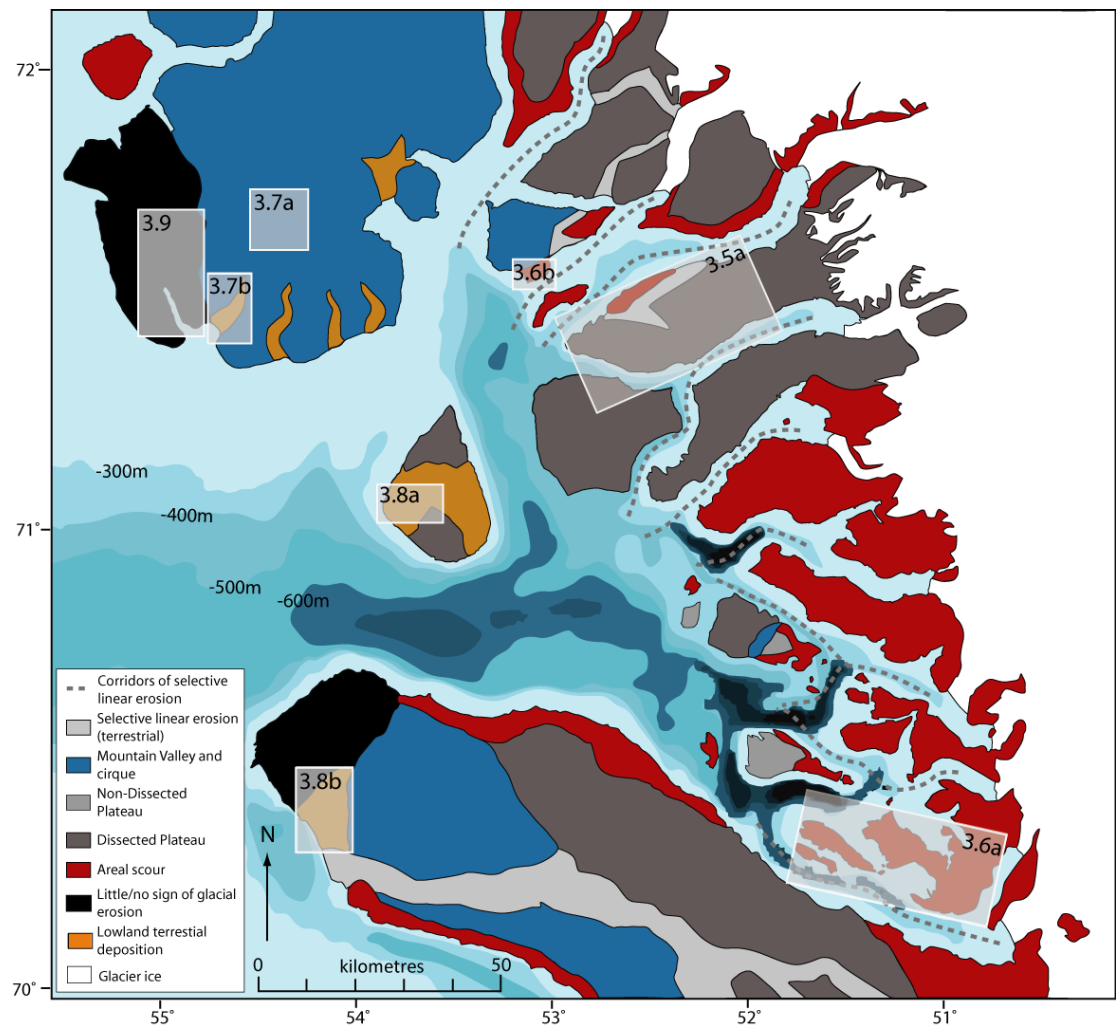 72˚
3.7a
3.9
3.5a
3.6b
3.7b
-300m
3.8a
-400m
71˚
-500m
-600m
Corridors of selective
linear erosion
Selective linear erosion
(terrestrial)
Mountain Valley and
cirque
Non-Dissected
Plateau
Dissected Plateau
Areal scour
Little/no sign of glacial
erosion
Lowland terrestial
deposition
Glacier ice
3.8b
N
3.6a
0 kilometres 50
70˚
55˚ 54˚ 53˚ 52˚ 51˚